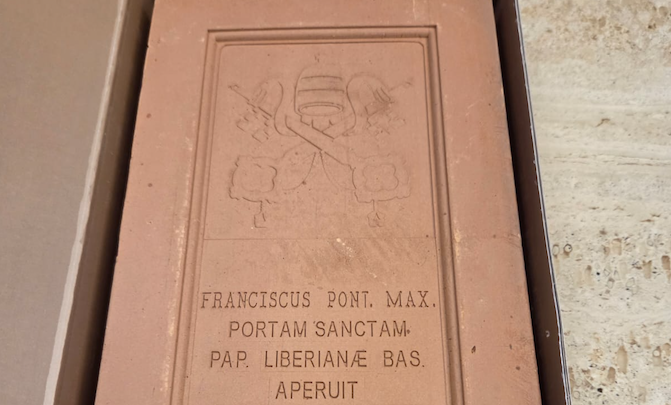 FRANCISCUS PONT. MAX.
PORTAM SANCTAM
PAP. LIBERIANÆ BAS.
APERUIT